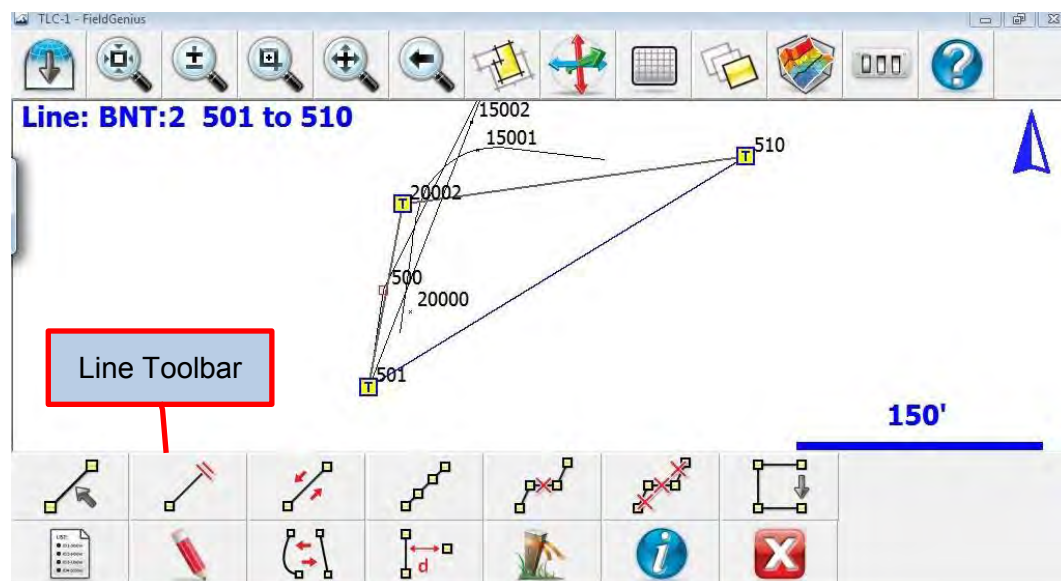 TLC-1 - FieldGenius
Line: BNT:2 501 to 510
15002
15001
510
20002
500
20000
501
T
T
T
Line Toolbar
150'
d
i